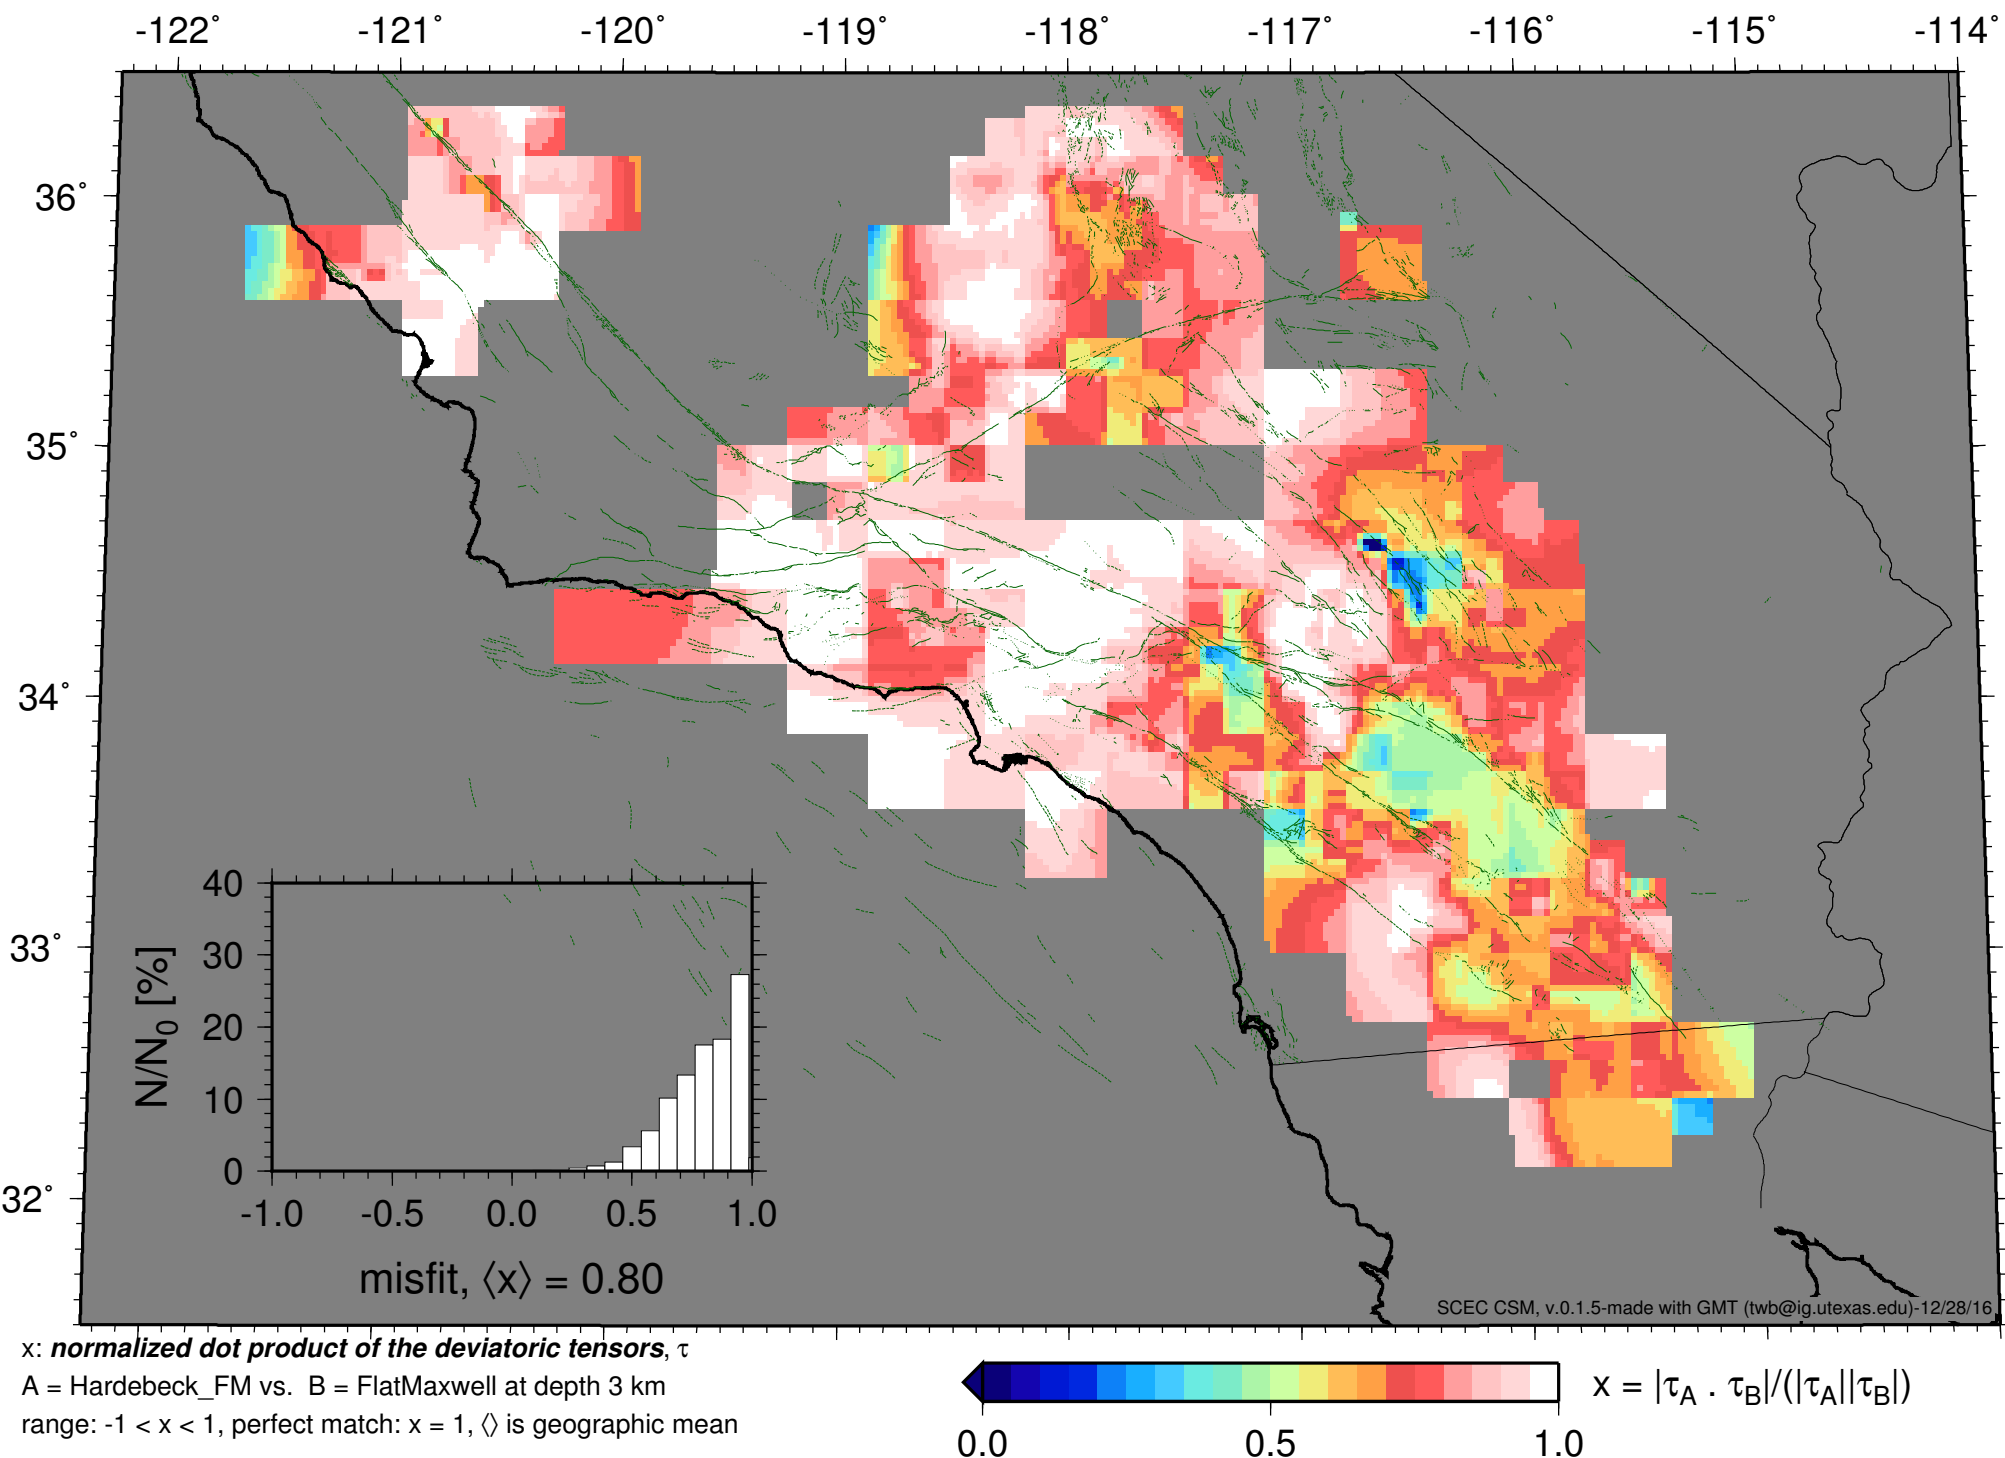 -122° -121° -120° -119° -118° -117° -116° -115° -114°
36°
35°
34°
33°
32°
40
30
20
10
0
N/N0 [%]
-1.0 -0.5 0.0 0.5 1.0
misfit, ⟨x⟩ = 0.80
SCEC CSM, v.0.1.5-made with GMT (twb@ig.utexas.edu)-12/28/16
x: normalized dot product of the deviatoric tensors, τ
A = Hardebeck_FM vs. B = FlatMaxwell at depth 3 km
range: -1 < x < 1, perfect match: x = 1, ⟨⟩ is geographic mean
x = |τA . τB|/(|τA||τB|)
0.0 0.5 1.0